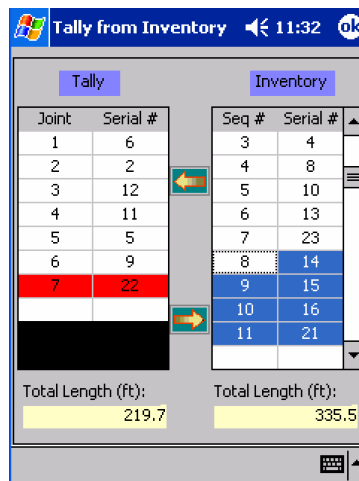 Tally from Inventory 11:32 ok
Tally Inventory
Joint Serial # Seq # Serial #
1 6 3 4
2 2 4 8
3 12 5 10
4 11 6 13
5 5 7 23
6 9 8 14
7 22 9 15
10 16
11 21
Total Length (ft): Total Length (ft):
219.7 335.5